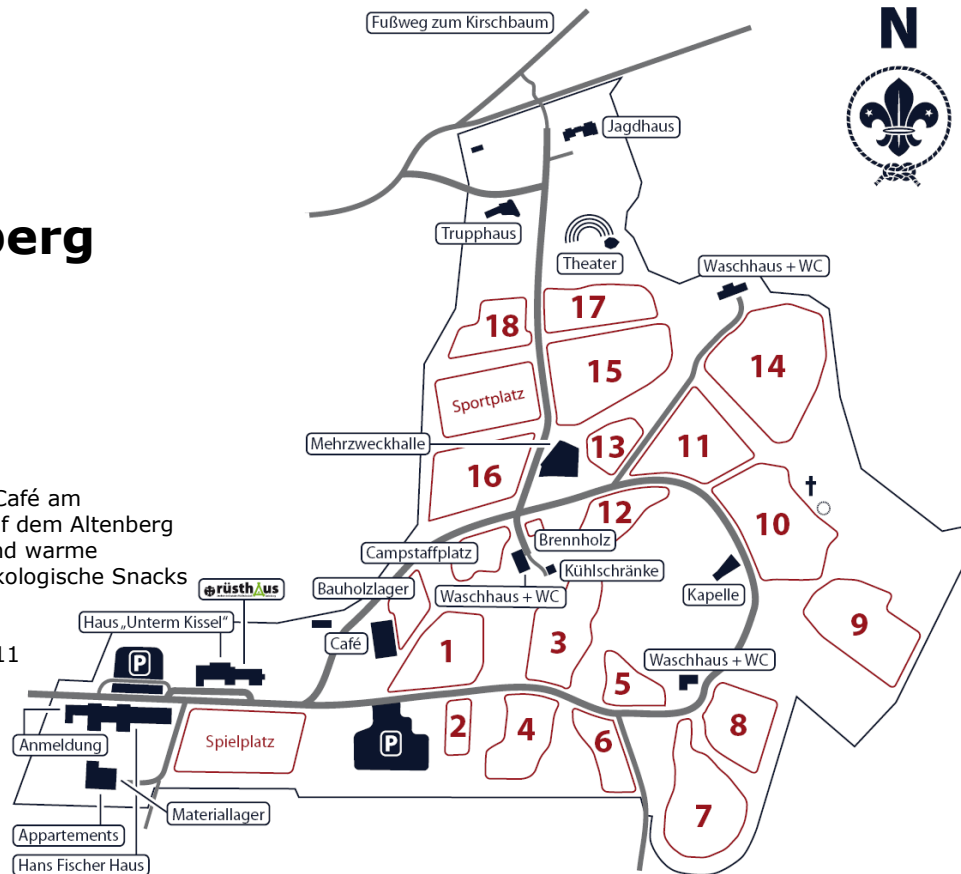 Fußweg zum Kirschbaum
N
Jagdhaus
Trupphaus
Theater
berg
Waschhaus + WC
17
18
15
14
Sportplatz
Mehrzweckhalle
13
11
16
Café am
f dem Altenberg
nd warme
kologische Snacks
12
10
Brennholz
Campstaffplatz
Kühlschränke
Bauholzlager
Waschhaus + WC
Kapelle
rüsthaus
Haus „Unterm Kissel“
9
11
Café
1
3
Waschhaus + WC
P
5
8
Anmeldung
Spielplatz
P
2
4
6
7
Materiallager
Appartements
Hans Fischer Haus